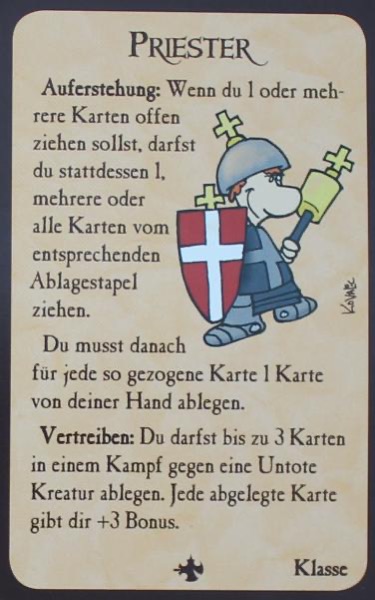 PRIESTER
Auferstehung: Wenn du 1 oder meh-
rere Karten offen
ziehen sollst, darfst
du stattdessen 1,
mehrere oder
alle Karten vom
entsprechenden
Ablagestapel
ziehen.
Du musst danach
für jede so gezogene Karte 1 Karte
von deiner Hand ablegen.
Vertreiben: Du darfst bis zu 3 Karten
in einem Kampf gegen eine Untote
Kreatur ablegen. Jede abgelegte Karte
gibt dir +3 Bonus.
Kovalic
Klasse